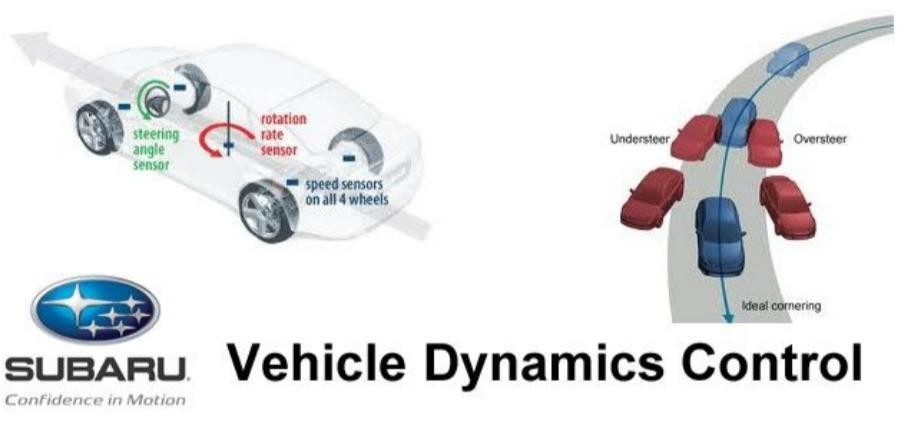 steering
angle
sensor
rotation
rate
sensor
speed sensors
on all 4 wheels
Understeer
Oversteer
Ideal cornering
SUBARU
Confidence in Motion
Vehicle Dynamics Control